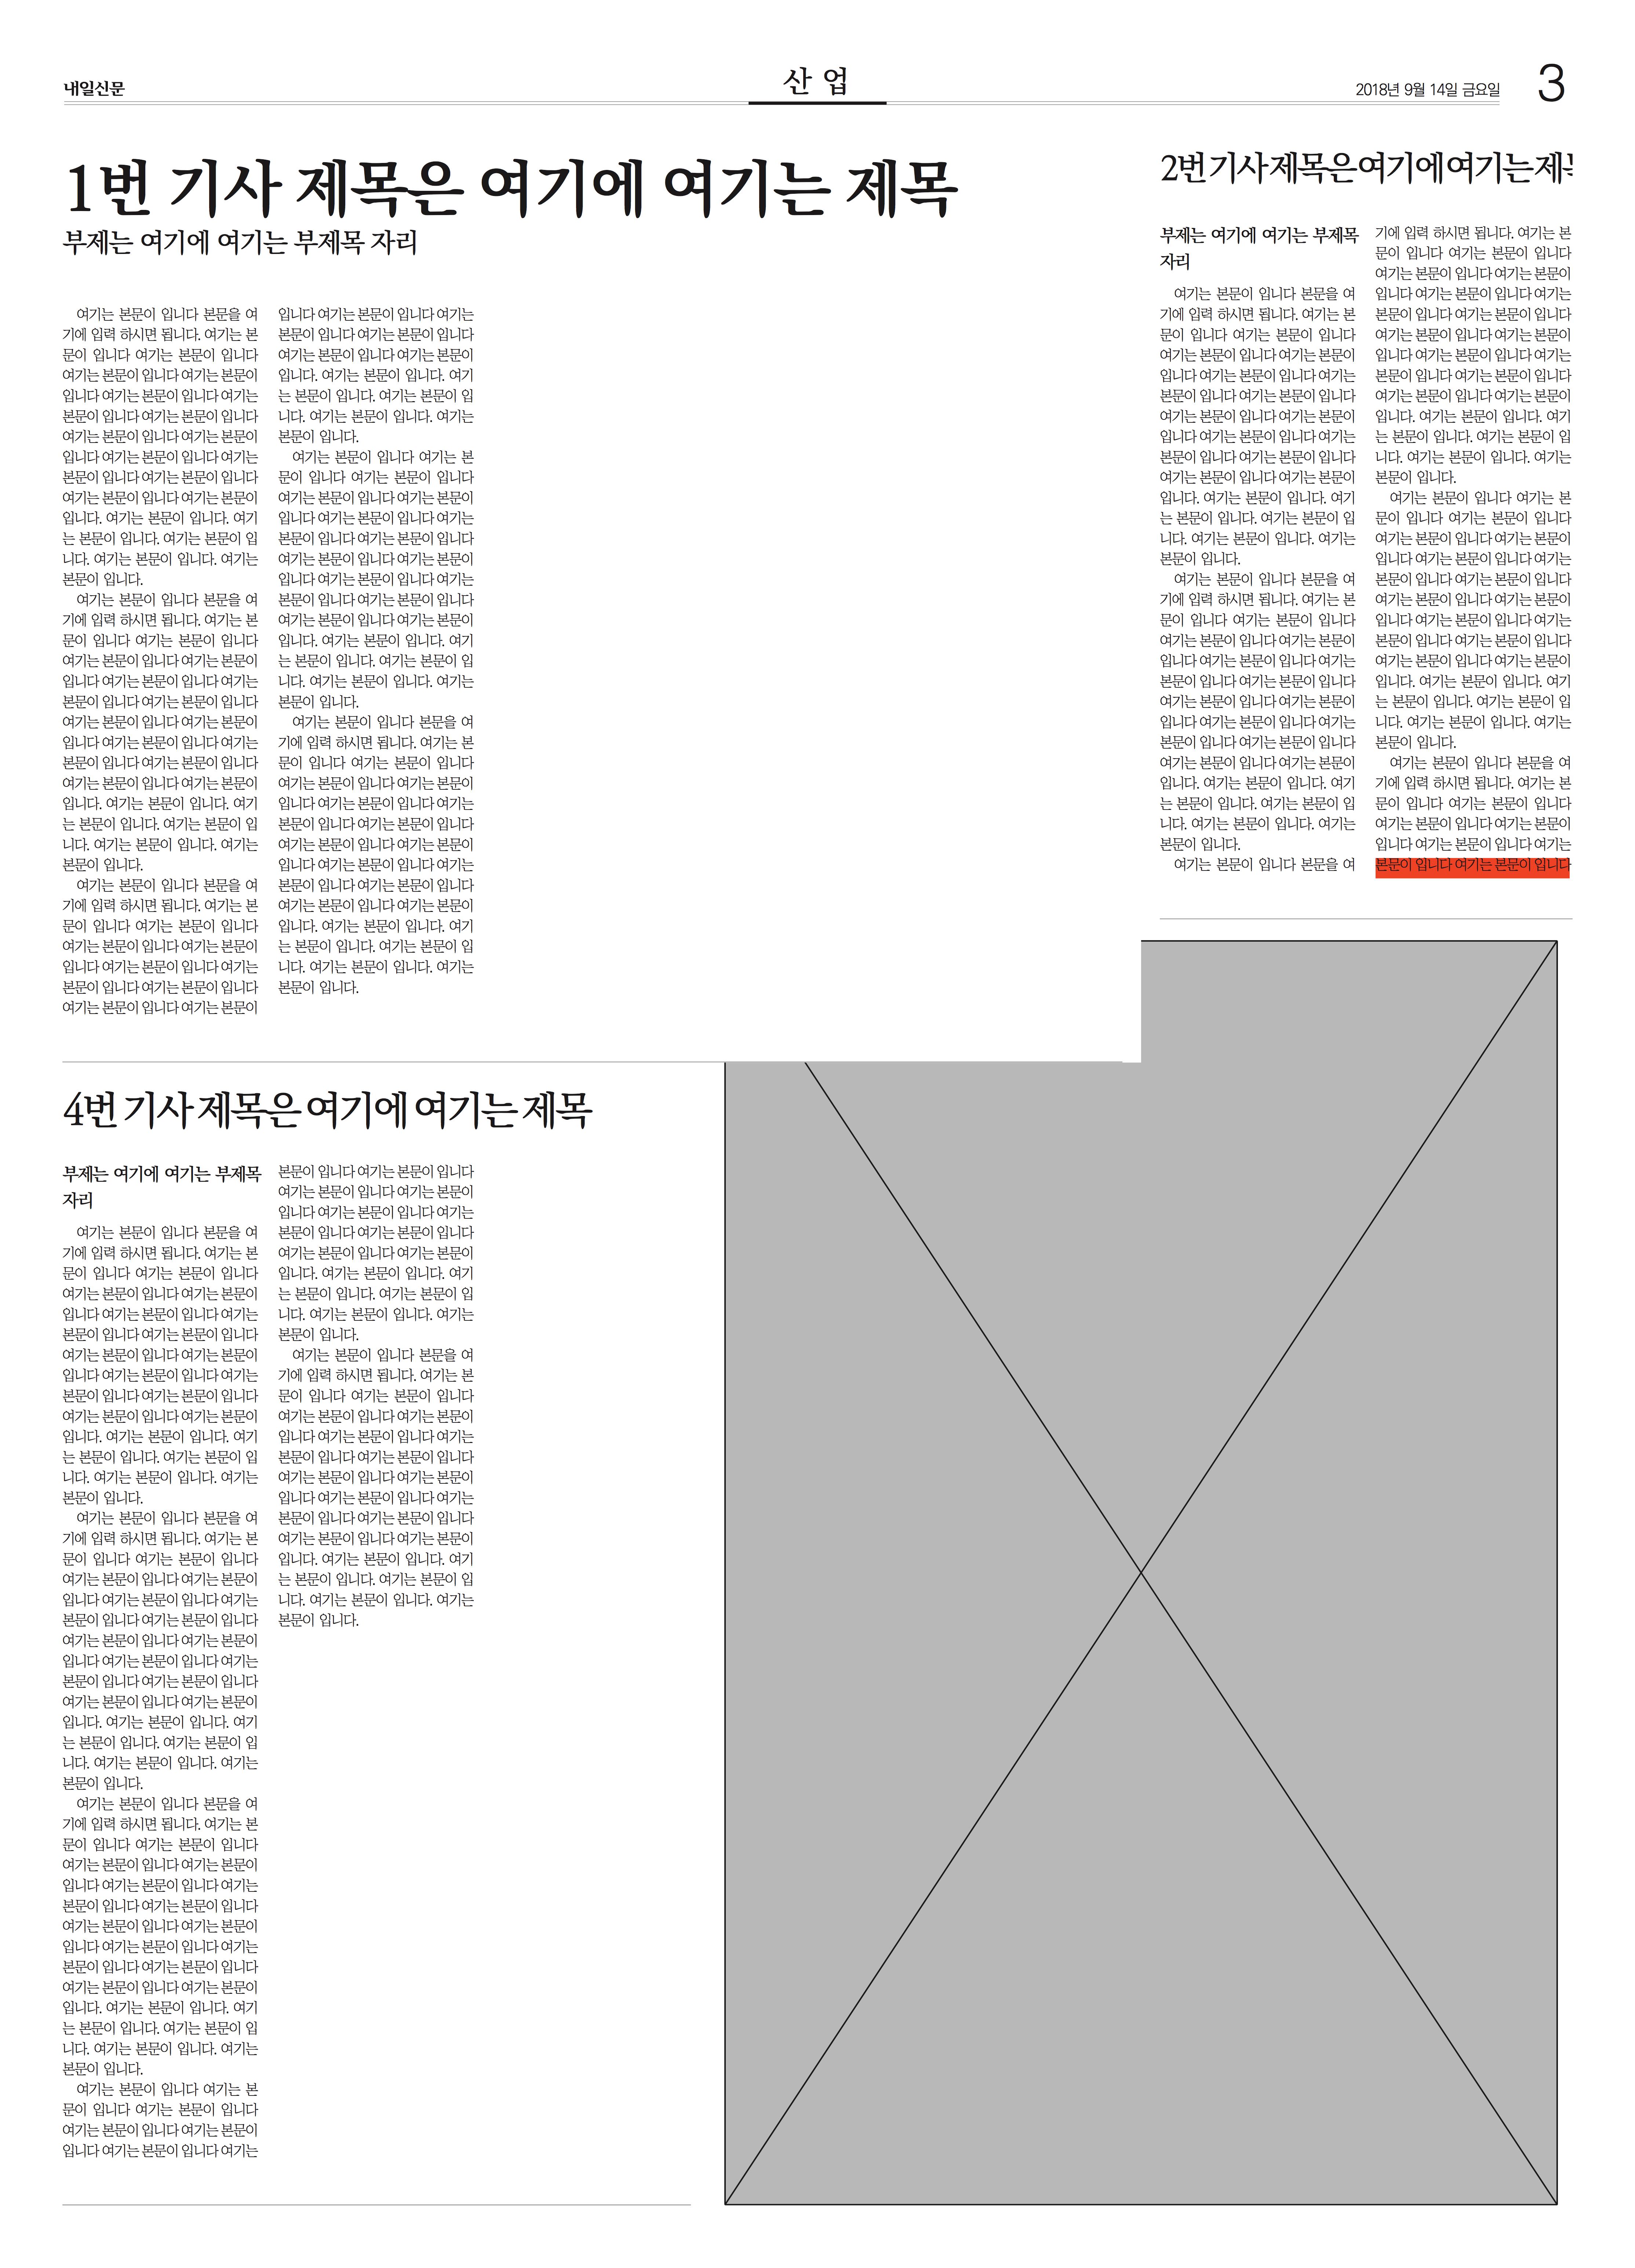 내일신문
산 업
2018년 9월 14일 금요일
3
1번 기사 제목은 여기에 여기는 제목
부제는 여기에 여기는 부제목 자리
여기는 본문이 입니다 본문을 여
기에 입력 하시면 됩니다. 여기는 본
문이 입니다 여기는 본문이 입니다
여기는 본문이 입니다 여기는 본문이
입니다 여기는 본문이 입니다 여기는
본문이 입니다 여기는 본문이 입니다
여기는 본문이 입니다 여기는 본문이
입니다 여기는 본문이 입니다 여기는
본문이 입니다 여기는 본문이 입니다
여기는 본문이 입니다 여기는 본문이
입니다. 여기는 본문이 입니다. 여기
는 본문이 입니다. 여기는 본문이 입
니다. 여기는 본문이 입니다. 여기는
본문이 입니다.
여기는 본문이 입니다 본문을 여
기에 입력 하시면 됩니다. 여기는 본
문이 입니다 여기는 본문이 입니다
여기는 본문이 입니다 여기는 본문이
입니다 여기는 본문이 입니다 여기는
본문이 입니다 여기는 본문이 입니다
여기는 본문이 입니다 여기는 본문이
입니다 여기는 본문이 입니다 여기는
본문이 입니다 여기는 본문이 입니다
여기는 본문이 입니다 여기는 본문이
입니다. 여기는 본문이 입니다. 여기
는 본문이 입니다. 여기는 본문이 입
니다. 여기는 본문이 입니다. 여기는
본문이 입니다.
여기는 본문이 입니다 본문을 여
기에 입력 하시면 됩니다. 여기는 본
문이 입니다 여기는 본문이 입니다
여기는 본문이 입니다 여기는 본문이
입니다 여기는 본문이 입니다 여기는
본문이 입니다 여기는 본문이 입니다
여기는 본문이 입니다 여기는 본문이
입니다 여기는 본문이 입니다 여기는
본문이 입니다 여기는 본문이 입니다
여기는 본문이 입니다 여기는 본문이
입니다. 여기는 본문이 입니다. 여기
는 본문이 입니다. 여기는 본문이 입
니다. 여기는 본문이 입니다. 여기는
본문이 입니다.
여기는 본문이 입니다 여기는 본
문이 입니다 여기는 본문이 입니다
여기는 본문이 입니다 여기는 본문이
입니다 여기는 본문이 입니다 여기는
본문이 입니다 여기는 본문이 입니다
여기는 본문이 입니다 여기는 본문이
입니다 여기는 본문이 입니다 여기는
본문이 입니다 여기는 본문이 입니다
여기는 본문이 입니다 여기는 본문이
입니다. 여기는 본문이 입니다. 여기
는 본문이 입니다. 여기는 본문이 입
니다. 여기는 본문이 입니다. 여기는
본문이 입니다.
여기는 본문이 입니다 본문을 여
기에 입력 하시면 됩니다. 여기는 본
문이 입니다 여기는 본문이 입니다
여기는 본문이 입니다 여기는 본문이
입니다 여기는 본문이 입니다 여기는
본문이 입니다 여기는 본문이 입니다
여기는 본문이 입니다 여기는 본문이
입니다 여기는 본문이 입니다 여기는
본문이 입니다 여기는 본문이 입니다
여기는 본문이 입니다 여기는 본문이
입니다. 여기는 본문이 입니다. 여기
는 본문이 입니다. 여기는 본문이 입
니다. 여기는 본문이 입니다. 여기는
본문이 입니다.
2번 기사 제목은 여기에 여기는
부제는 여기에 여기는 부제목
자리
여기는 본문이 입니다 본문을 여
기에 입력 하시면 됩니다. 여기는 본
문이 입니다 여기는 본문이 입니다
여기는 본문이 입니다 여기는 본문이
입니다 여기는 본문이 입니다 여기는
본문이 입니다 여기는 본문이 입니다
여기는 본문이 입니다 여기는 본문이
입니다 여기는 본문이 입니다 여기는
본문이 입니다 여기는 본문이 입니다
여기는 본문이 입니다 여기는 본문이
입니다. 여기는 본문이 입니다. 여기
는 본문이 입니다. 여기는 본문이 입
니다. 여기는 본문이 입니다. 여기는
본문이 입니다.
여기는 본문이 입니다 본문을 여
기에 입력 하시면 됩니다. 여기는 본
문이 입니다 여기는 본문이 입니다
여기는 본문이 입니다 여기는 본문이
입니다 여기는 본문이 입니다 여기는
본문이 입니다 여기는 본문이 입니다
여기는 본문이 입니다 여기는 본문이
입니다 여기는 본문이 입니다 여기는
본문이 입니다 여기는 본문이 입니다
여기는 본문이 입니다 여기는 본문이
입니다. 여기는 본문이 입니다. 여기
는 본문이 입니다. 여기는 본문이 입
니다. 여기는 본문이 입니다. 여기는
본문이 입니다.
여기는 본문이 입니다 본문을 여
기에 입력 하시면 됩니다. 여기는 본
문이 입니다 여기는 본문이 입니다
여기는 본문이 입니다 여기는 본문이
입니다 여기는 본문이 입니다 여기는
본문이 입니다 여기는 본문이 입니다
여기는 본문이 입니다 여기는 본문이
입니다 여기는 본문이 입니다 여기는
본문이 입니다 여기는 본문이 입니다
여기는 본문이 입니다 여기는 본문이
입니다. 여기는 본문이 입니다. 여기
는 본문이 입니다. 여기는 본문이 입
니다. 여기는 본문이 입니다. 여기는
본문이 입니다.
여기는 본문이 입니다 여기는 본
문이 입니다 여기는 본문이 입니다
여기는 본문이 입니다 여기는 본문이
입니다 여기는 본문이 입니다 여기는
본문이 입니다 여기는 본문이 입니다
여기는 본문이 입니다 여기는 본문이
입니다 여기는 본문이 입니다 여기는
본문이 입니다 여기는 본문이 입니다
여기는 본문이 입니다 여기는 본문이
입니다. 여기는 본문이 입니다. 여기
는 본문이 입니다. 여기는 본문이 입
니다. 여기는 본문이 입니다. 여기는
본문이 입니다.
여기는 본문이 입니다 본문을 여
기에 입력 하시면 됩니다. 여기는 본
문이 입니다 여기는 본문이 입니다
여기는 본문이 입니다 여기는 본문이
입니다 여기는 본문이 입니다 여기는
본문이 입니다 여기는 본문이 입니다
4번 기사 제목은 여기에 여기는 제목
부제는 여기에 여기는 부제목
자리
여기는 본문이 입니다 본문을 여
기에 입력 하시면 됩니다. 여기는 본
문이 입니다 여기는 본문이 입니다
여기는 본문이 입니다 여기는 본문이
입니다 여기는 본문이 입니다 여기는
본문이 입니다 여기는 본문이 입니다
여기는 본문이 입니다 여기는 본문이
입니다 여기는 본문이 입니다 여기는
본문이 입니다 여기는 본문이 입니다
여기는 본문이 입니다 여기는 본문이
입니다. 여기는 본문이 입니다. 여기
는 본문이 입니다. 여기는 본문이 입
니다. 여기는 본문이 입니다. 여기는
본문이 입니다.
여기는 본문이 입니다 본문을 여
기에 입력 하시면 됩니다. 여기는 본
문이 입니다 여기는 본문이 입니다
여기는 본문이 입니다 여기는 본문이
입니다 여기는 본문이 입니다 여기는
본문이 입니다 여기는 본문이 입니다
여기는 본문이 입니다 여기는 본문이
입니다 여기는 본문이 입니다 여기는
본문이 입니다 여기는 본문이 입니다
여기는 본문이 입니다 여기는 본문이
입니다. 여기는 본문이 입니다. 여기
는 본문이 입니다. 여기는 본문이 입
니다. 여기는 본문이 입니다. 여기는
본문이 입니다.
여기는 본문이 입니다 본문을 여
기에 입력 하시면 됩니다. 여기는 본
문이 입니다 여기는 본문이 입니다
여기는 본문이 입니다 여기는 본문이
입니다 여기는 본문이 입니다 여기는
본문이 입니다 여기는 본문이 입니다
여기는 본문이 입니다 여기는 본문이
입니다 여기는 본문이 입니다 여기는
본문이 입니다 여기는 본문이 입니다
여기는 본문이 입니다 여기는 본문이
입니다. 여기는 본문이 입니다. 여기
는 본문이 입니다. 여기는 본문이 입
니다. 여기는 본문이 입니다. 여기는
본문이 입니다.
여기는 본문이 입니다 여기는 본
문이 입니다 여기는 본문이 입니다
여기는 본문이 입니다 여기는 본문이
입니다 여기는 본문이 입니다 여기는
본문이 입니다 여기는 본문이 입니다
여기는 본문이 입니다 여기는 본문이
입니다 여기는 본문이 입니다 여기는
본문이 입니다 여기는 본문이 입니다
여기는 본문이 입니다 여기는 본문이
입니다. 여기는 본문이 입니다. 여기
는 본문이 입니다. 여기는 본문이 입
니다. 여기는 본문이 입니다. 여기는
본문이 입니다.
여기는 본문이 입니다 본문을 여
기에 입력 하시면 됩니다. 여기는 본
문이 입니다 여기는 본문이 입니다
여기는 본문이 입니다 여기는 본문이
입니다 여기는 본문이 입니다 여기는
본문이 입니다 여기는 본문이 입니다
여기는 본문이 입니다 여기는 본문이
입니다 여기는 본문이 입니다 여기는
본문이 입니다 여기는 본문이 입니다
여기는 본문이 입니다 여기는 본문이
입니다. 여기는 본문이 입니다. 여기
는 본문이 입니다. 여기는 본문이 입
니다. 여기는 본문이 입니다. 여기는
본문이 입니다.